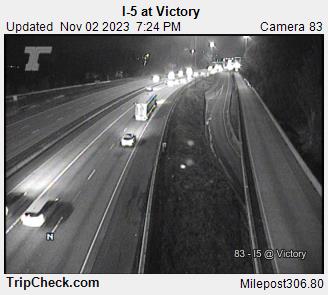 I-5 at Victory
Updated Nov 02 2023 7:24 PM Camera 83
T
N
83 - I5 @ Victory
TripCheck.com Milepost306.80